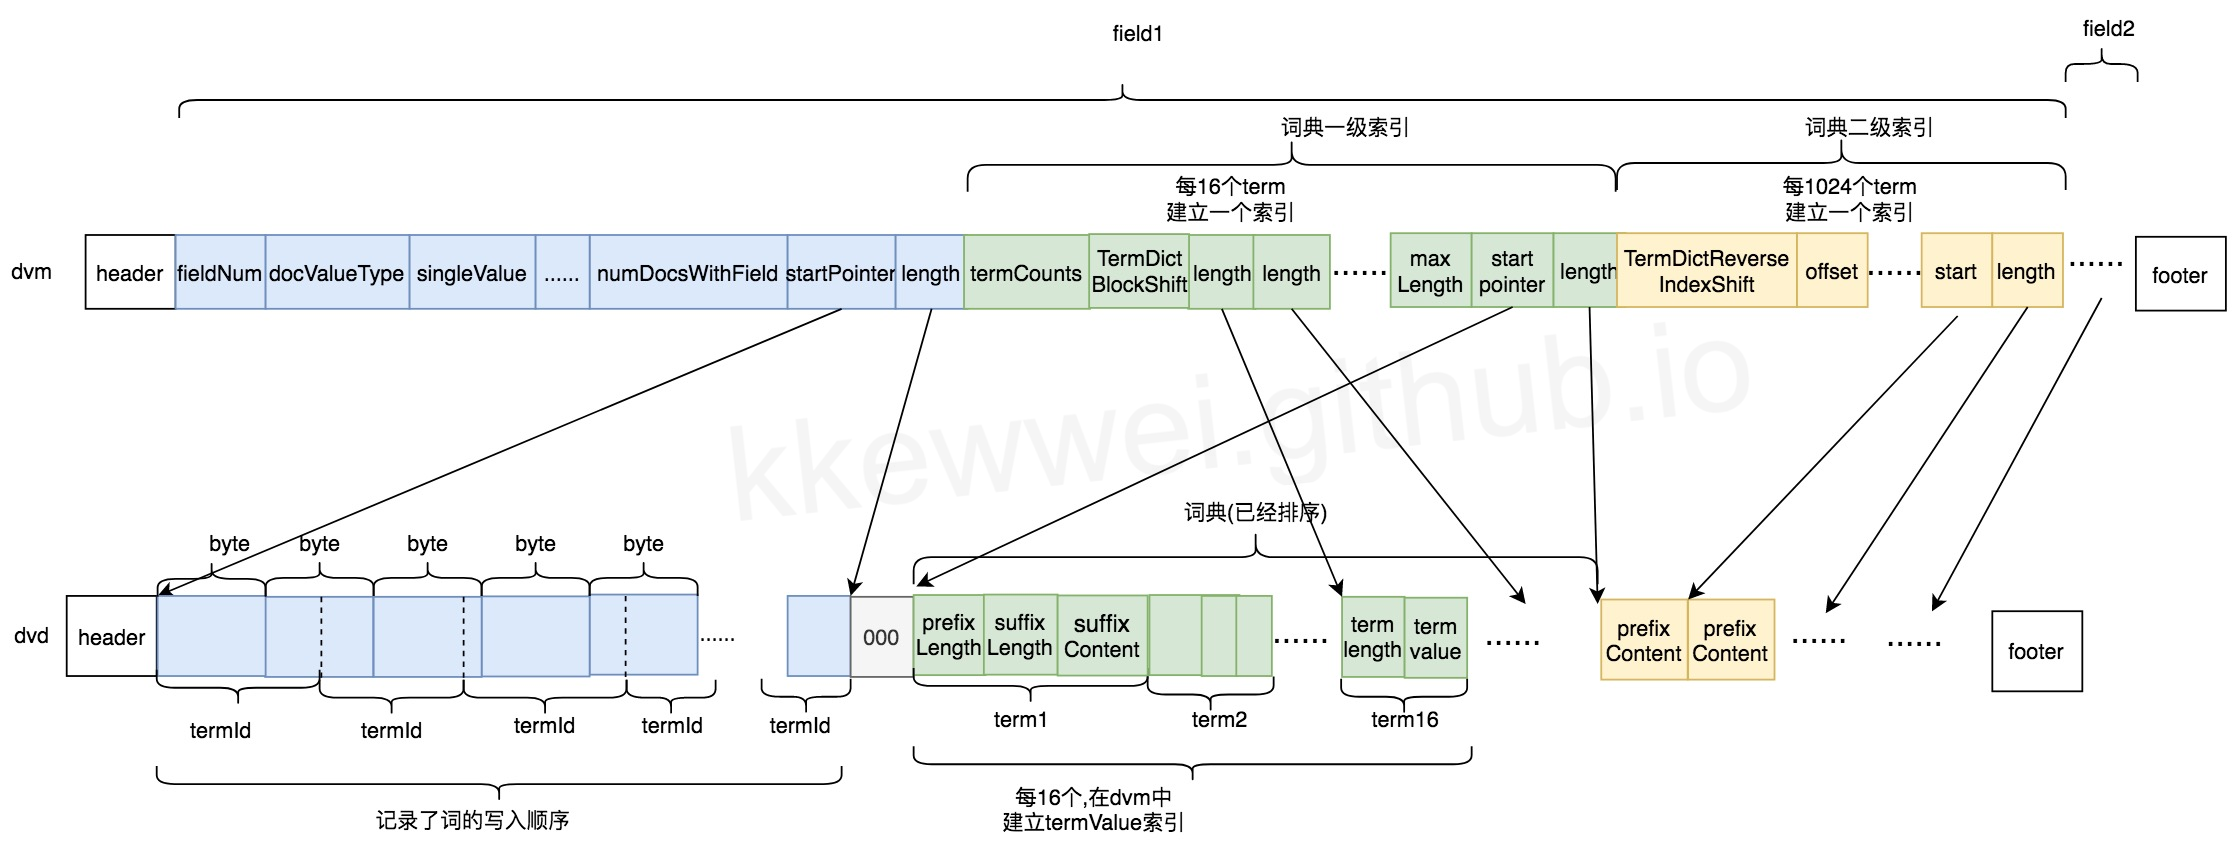 field1
field2
词典一级索引
词典二级索引
每16个term
建立一个索引
每1024个term
建立一个索引
dvm
header
fieldNum
docValueType
singleValue
......
numDocsWithField
startPointer
length
termCounts
TermDict
BlockShift
length
length
......
max
Length
start
pointer
length
TermDictReverse
IndexShift
offset
......
start
length
......
footer
kkewwei.github.io
词典(已经排序)
byte
byte
byte
byte
byte
dvd
header
......
000
prefix
Length
suffix
Length
suffix
Content
......
term
length
term
value
......
prefix
Content
prefix
Content
......
......
footer
termId
termId
termId
termId
termId
term1
term2
term16
记录了词的写入顺序
每16个,在dvm中
建立termValue索引